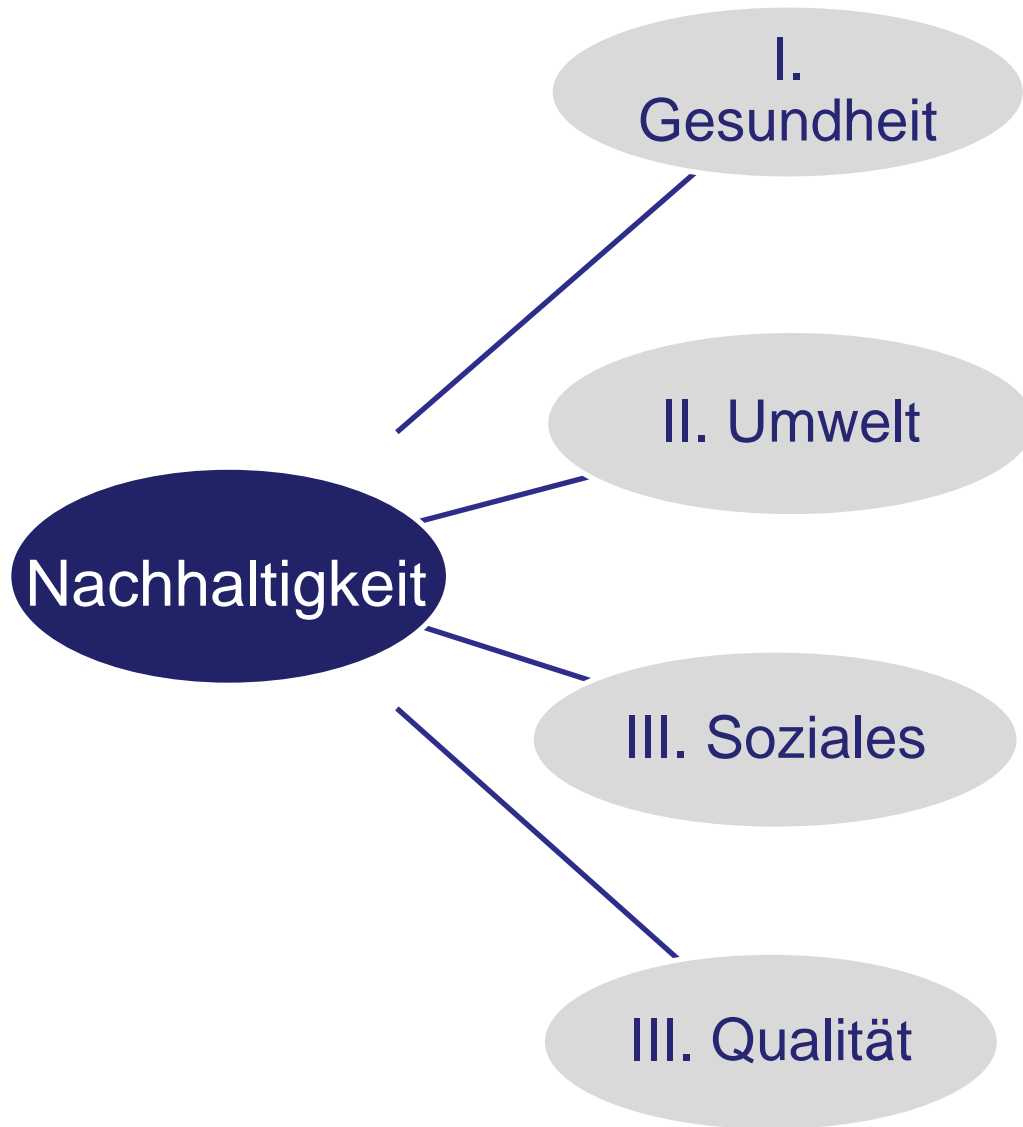 I.
Gesundheit
II. Umwelt
Nachhaltigkeit
III. Soziales
III. Qualität